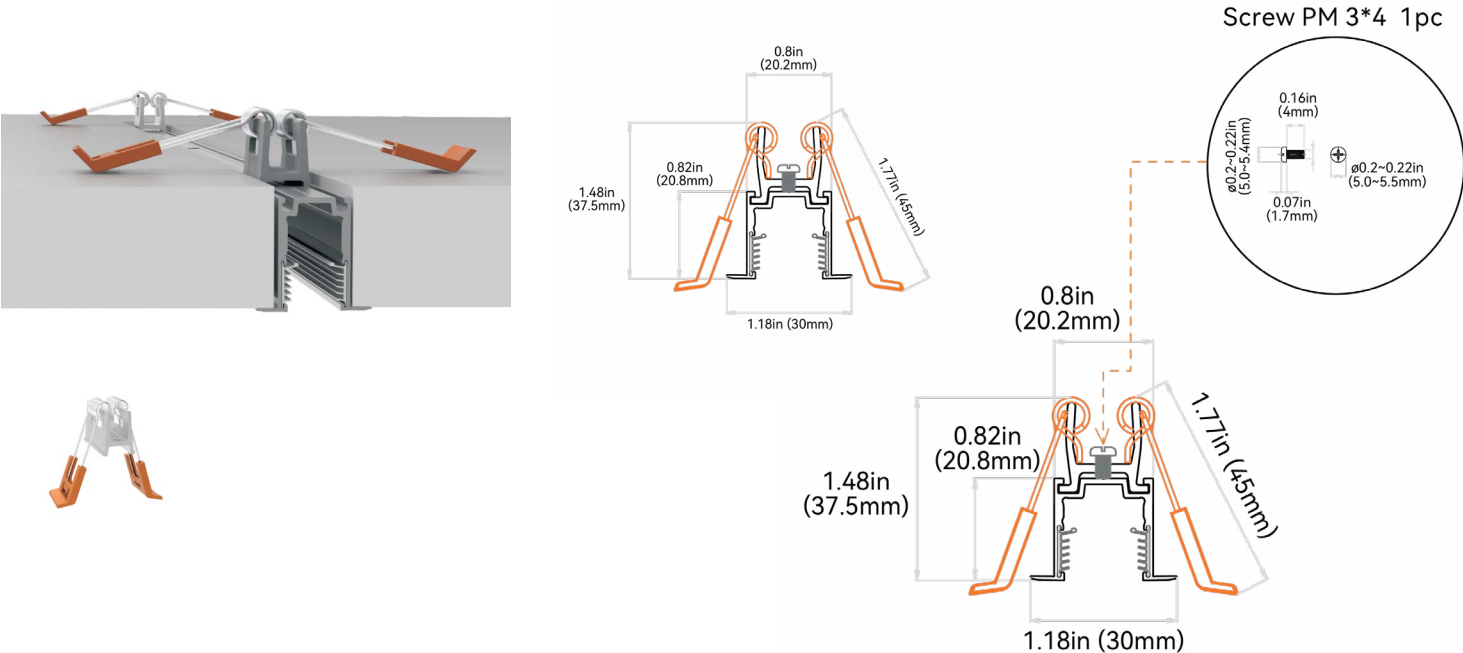 Screw PM 3*4 1pc
0.16in
(4mm)
ø0.2~0.22in
(5.0~5.4mm)
ø0.2~0.22in
(5.0~5.5mm)
0.07in
(1.7mm)
0.8in
(20.2mm)
0.82in
(20.8mm)
1.48in
(37.5mm)
1.77in (45mm)
1.18in (30mm)
0.8in
(20.2mm)
0.82in
(20.8mm)
1.48in
(37.5mm)
1.77in (45mm)
1.18in (30mm)